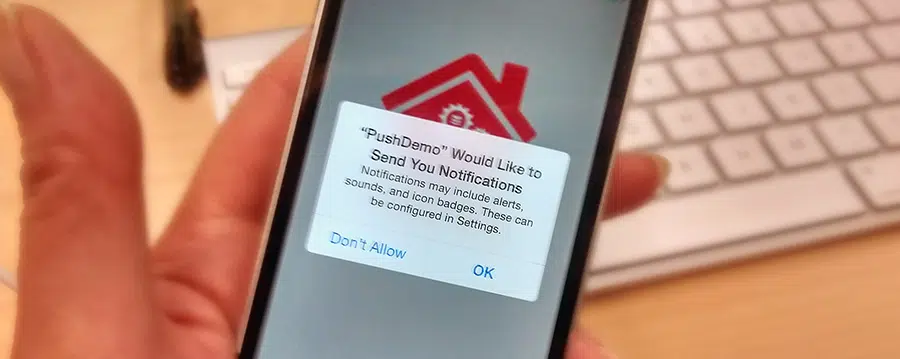 “PushDemo” Would Like to
Send You Notifications
Notifications may include alerts,
sounds, and icon badges. These can
be configured in Settings.
Don't Allow
OK